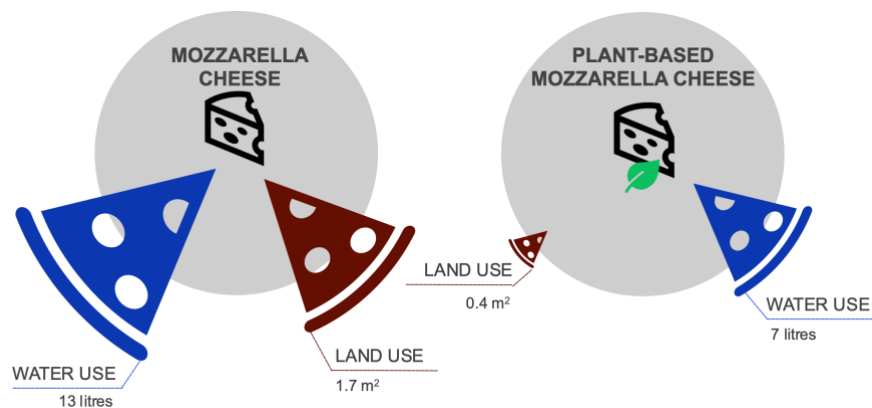 MOZZARELLA
CHEESE
WATER USE
13 litres
LAND USE
1.7 m²
PLANT-BASED
MOZZARELLA CHEESE
LAND USE
0.4 m²
WATER USE
7 litres